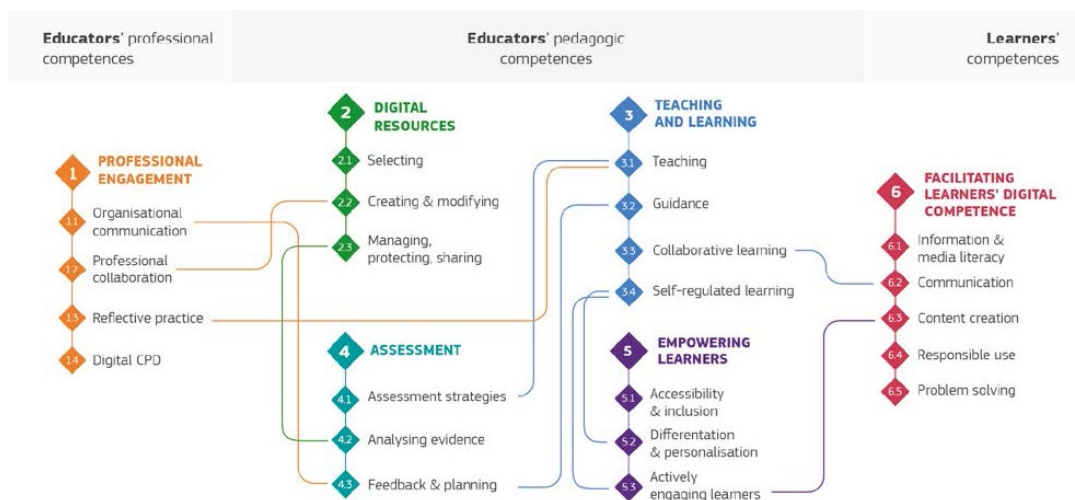 Educators' professional
competences
Educators' pedagogic
competences
Learners'
competences
1
PROFESSIONAL
ENGAGEMENT
1.1
Organisational
communication
1.2
Professional
collaboration
1.3
Reflective practice
1.4
Digital CPD
2
DIGITAL
RESOURCES
2.1
Selecting
2.2
Creating & modifying
2.3
Managing,
protecting, sharing
4
ASSESSMENT
4.1
Assessment strategies
4.2
Analysing evidence
4.3
Feedback & planning
3
TEACHING
AND LEARNING
3.1
Teaching
3.2
Guidance
3.3
Collaborative learning
3.4
Self-regulated learning
5
EMPOWERING
LEARNERS
5.1
Accessibility
& inclusion
5.2
Differentation
& personalisation
5.3
Actively
engaging learners
6
FACILITATING
LEARNERS' DIGITAL
COMPETENCE
6.1
Information &
media literacy
6.2
Communication
6.3
Content creation
6.4
Responsible use
6.5
Problem solving